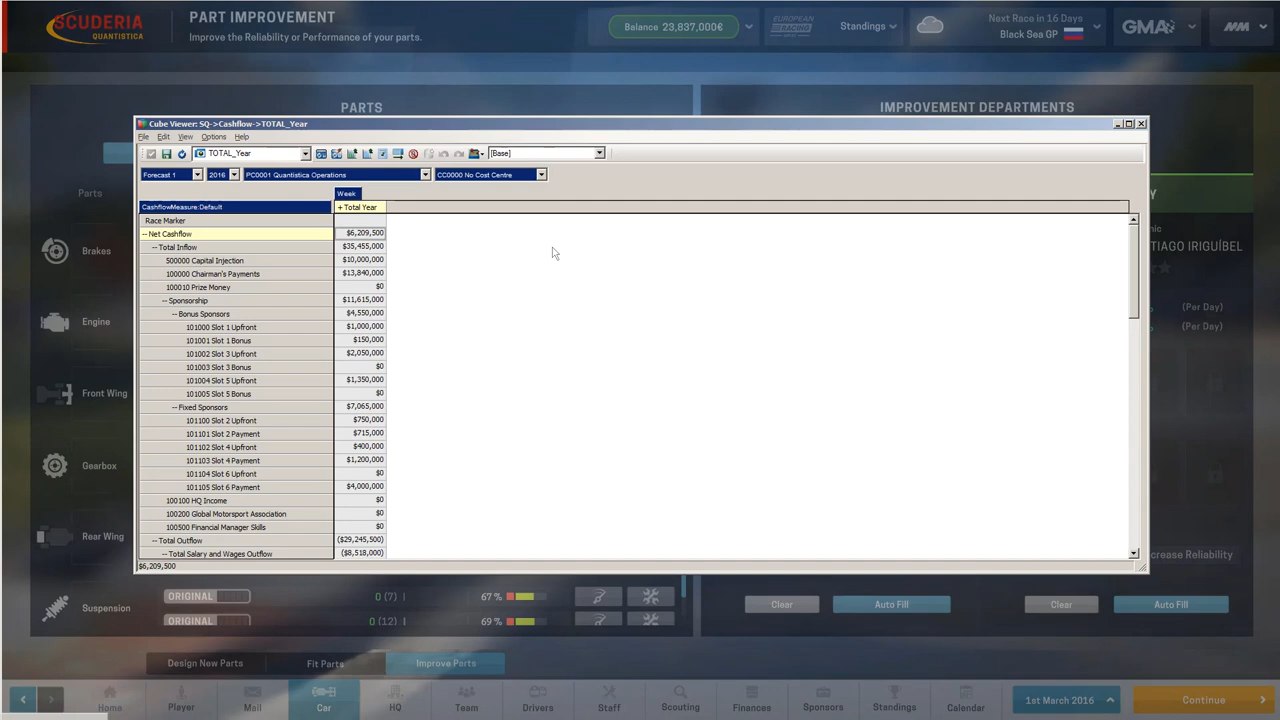 SCUDERIA
QUANTISTICA
PART IMPROVEMENT
Improve the Reliability or Performance of your parts.
Balance 23,837,000€
EUROPEAN
RACING
Standings
Next Race in 16 Days
Black Sea GP
GMA
PARTS
IMPROVEMENT DEPARTMENTS
Cube Viewer: SQ->Cashflow->TOTAL_Year
File Edit View Options Help
TOTAL_Year [Base]
Forecast 1 2016 PC0001 Quantistica Operations CC0000 No Cost Centre
Week
CashflowMeasure:Default + Total Year
Race Marker
-- Net Cashflow $6,209,500
-- Total Inflow $35,455,000
500000 Capital Injection $10,000,000
100000 Chairman's Payments $13,840,000
100010 Prize Money $0
-- Sponsorship $11,615,000
-- Bonus Sponsors $4,550,000
101000 Slot 1 Upfront $1,000,000
101001 Slot 1 Bonus $150,000
101002 Slot 3 Upfront $2,050,000
101003 Slot 3 Bonus $0
101004 Slot 5 Upfront $1,350,000
101005 Slot 5 Bonus $0
-- Fixed Sponsors $7,065,000
101100 Slot 2 Upfront $750,000
101101 Slot 2 Payment $715,000
101102 Slot 4 Upfront $400,000
101103 Slot 4 Payment $1,200,000
101104 Slot 6 Upfront $0
101105 Slot 6 Payment $4,000,000
100100 HQ Income $0
100200 Global Motorsport Association $0
100500 Financial Manager Skills $0
-- Total Outflow ($29,245,500)
-- Total Salary and Wages Outflow ($8,518,000)
$6,209,500
Parts
Brakes
Engine
Front Wing
Gearbox
Rear Wing
Suspension
TIAGO IRIGUÍBEL
(Per Day)
(Per Day)
crease Reliability
ORIGINAL 0 (7) 67 %
ORIGINAL 0 (12) 69 %
Clear Auto Fill Clear Auto Fill
Design New Parts Fit Parts Improve Parts
Home Player Mail Car HQ Team Drivers Staff Scouting Finances Sponsors Standings Calendar
1st March 2016 Continue